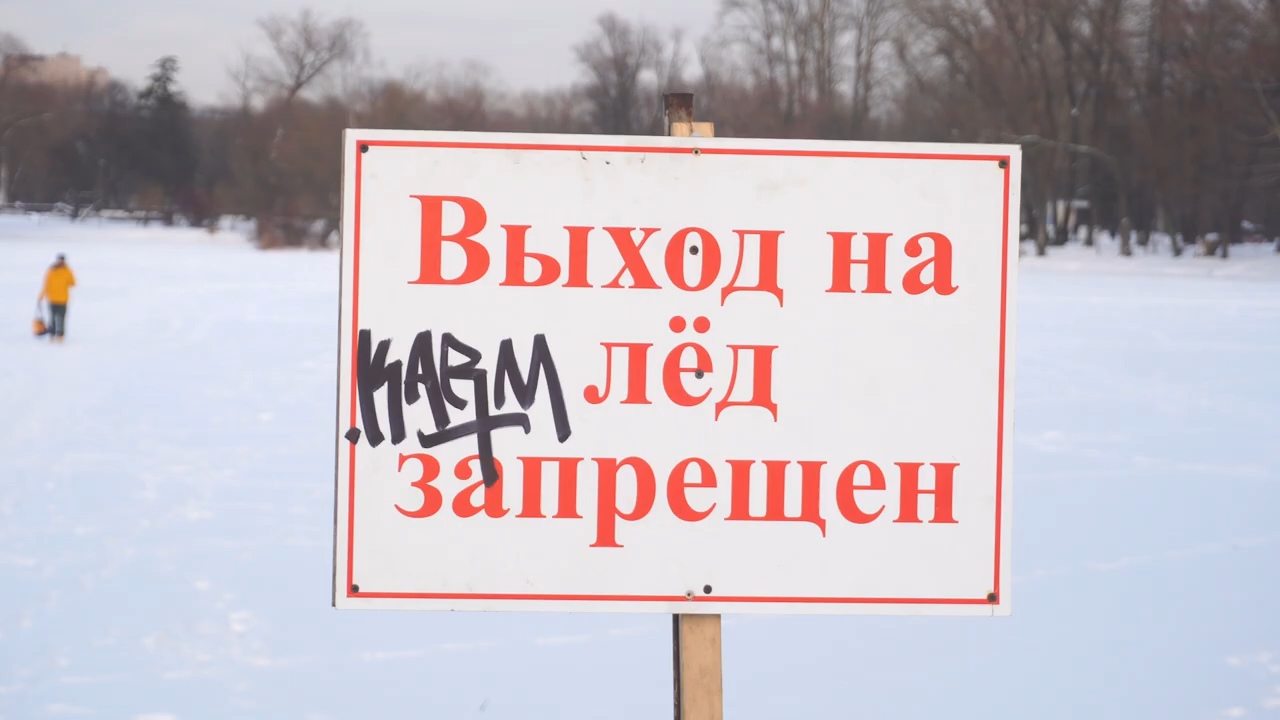 Выход на
лёд
запрещен